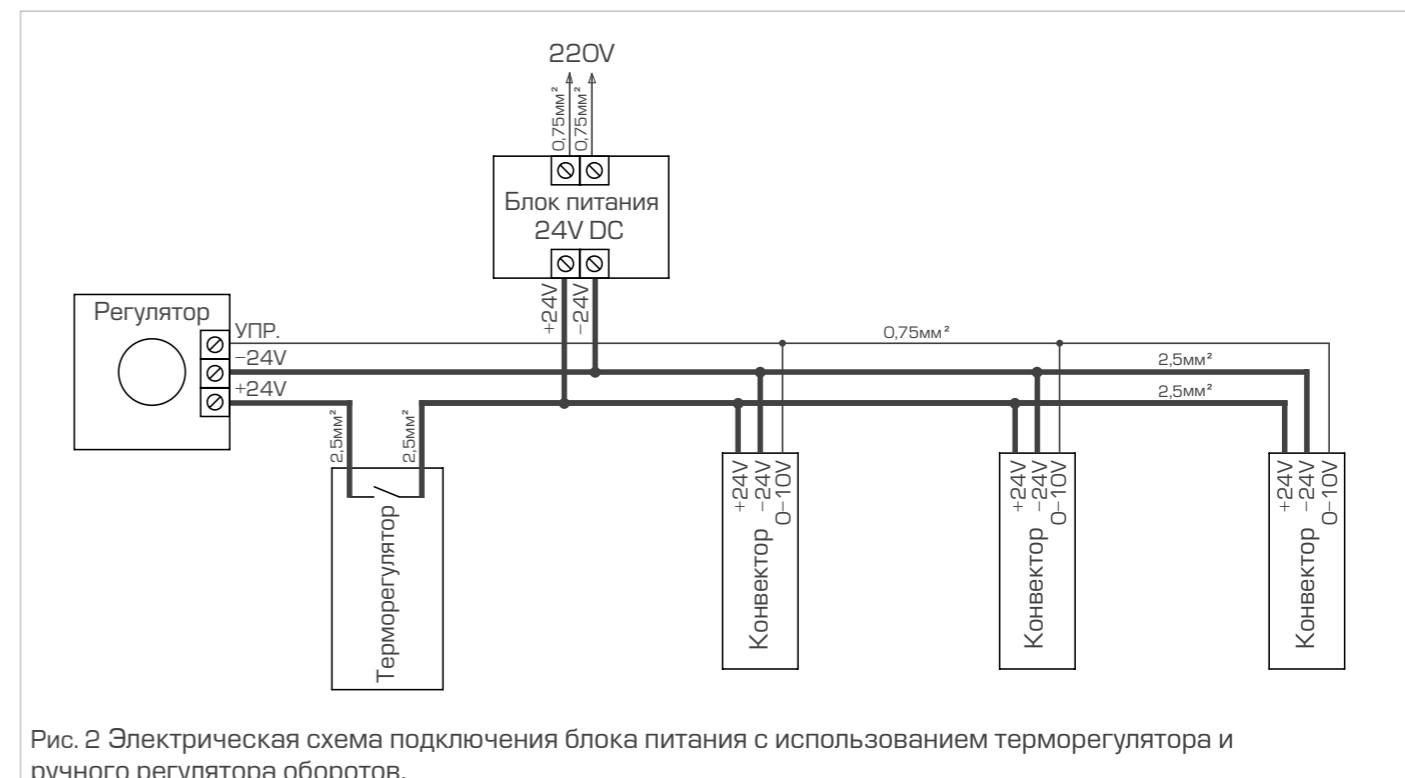 220V
0,75мм²
0,75мм²
Блок питания
24V DC
+24V
-24V
Регулятор
УПР.
-24V
+24V
0,75мм²
2,5мм²
2,5мм²
2,5мм²
2,5мм²
Терморегулятор
+24V
-24V
0-10V
Конвектор
+24V
-24V
0-10V
Конвектор
+24V
-24V
0-10V
Конвектор
Рис. 2 Электрическая схема подключения блока питания с использованием терморегулятора и
ручного регулятора оборотов.